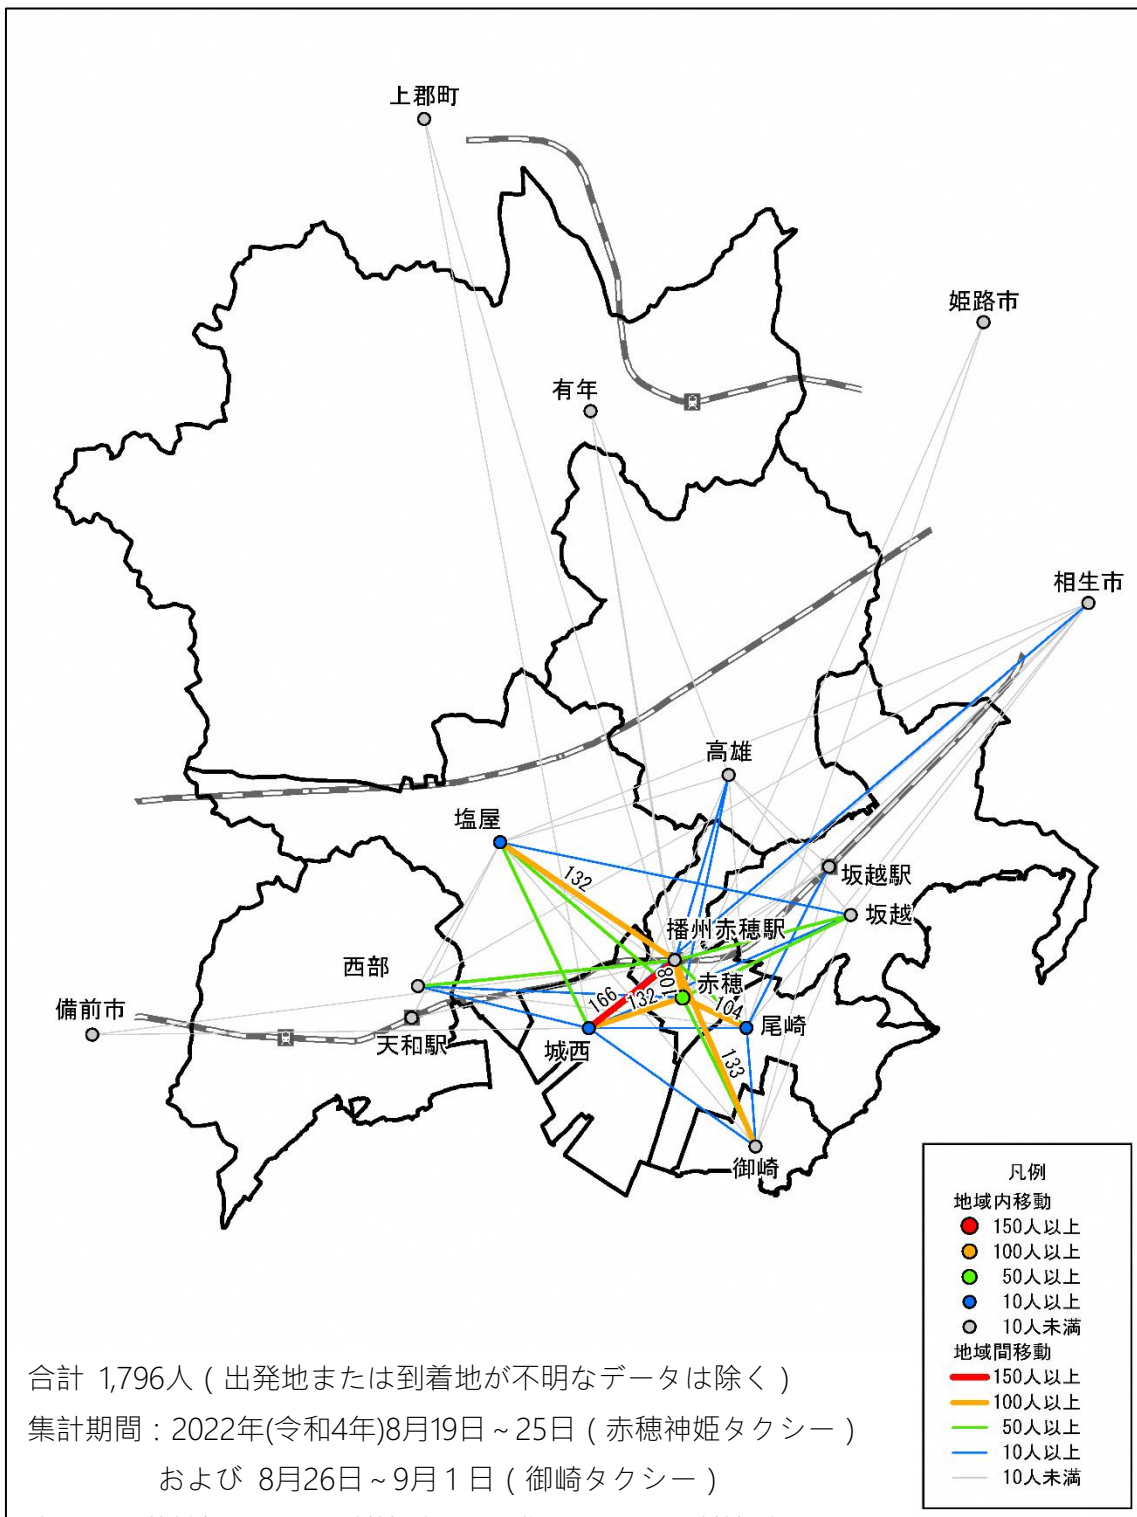 上郡町
姫路市
有年
相生市
高雄
塩屋
132
坂越駅
坂越
播州赤穂駅
西部
108
赤穂
166
132
104
備前市
天和駅
城西
尾崎
133
御崎
凡例
地域内移動
150人以上
100人以上
50人以上
10人以上
10人未満
地域間移動
150人以上
100人以上
50人以上
10人以上
10人未満
合計 1,796人（出発地または到着地が不明なデータは除く）
集計期間：2022年(令和4年)8月19日～25日（赤穂神姫タクシー）
および 8月26日～9月１日（御崎タクシー）